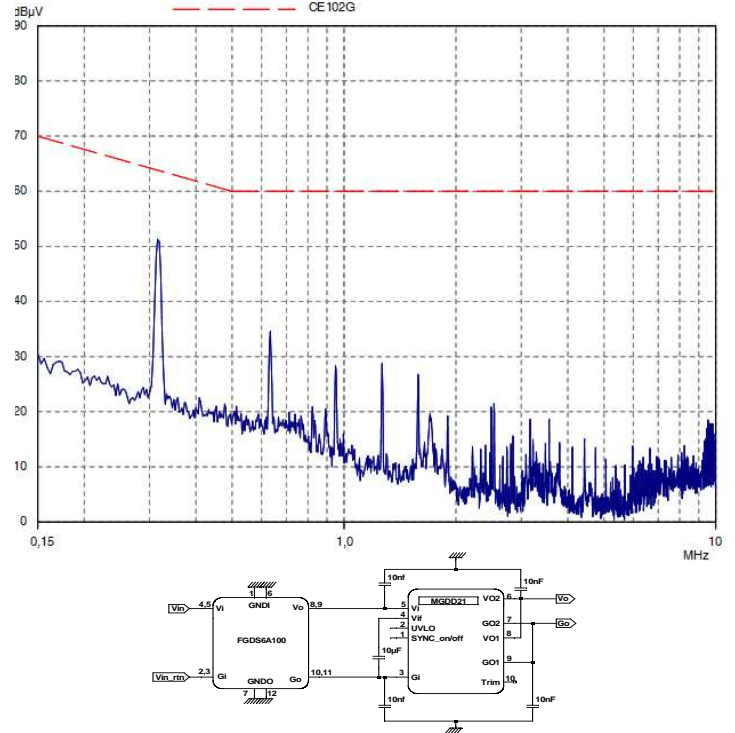 dBµV
CE102G
90
80
70
60
50
40
30
20
10
0
0,15
1,0
10
MHz
10nf
10nF
1 6
GNDI
Vin 4,5 Vi
Vo 8,9
5 Vi
MGDD21
VO2 6
Vo
4 Vif
2 UVLO
GO2 7
Go
FGDS6A100
1 SYNC_on/off
VO1 8
10µF
GO1 9
Vin_rtn 2,3 Gi
Go 10,11
3 Gi
Trim 10
GNDO
7 12
10nf
10nF